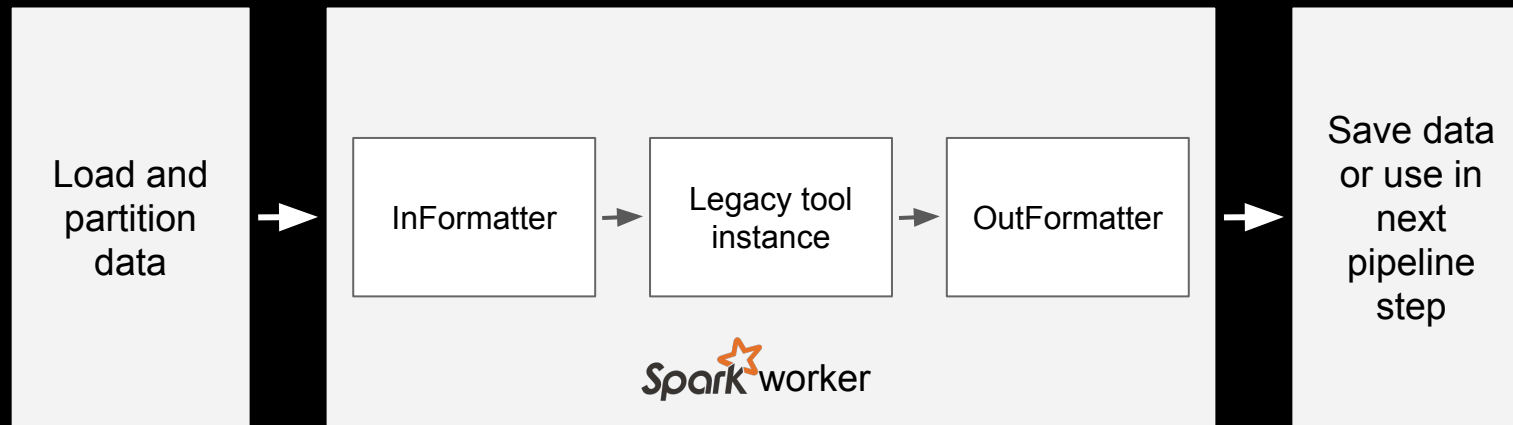 Load and
partition
data
InFormatter
Legacy tool
instance
OutFormatter
Spark worker
Save data
or use in
next
pipeline
step